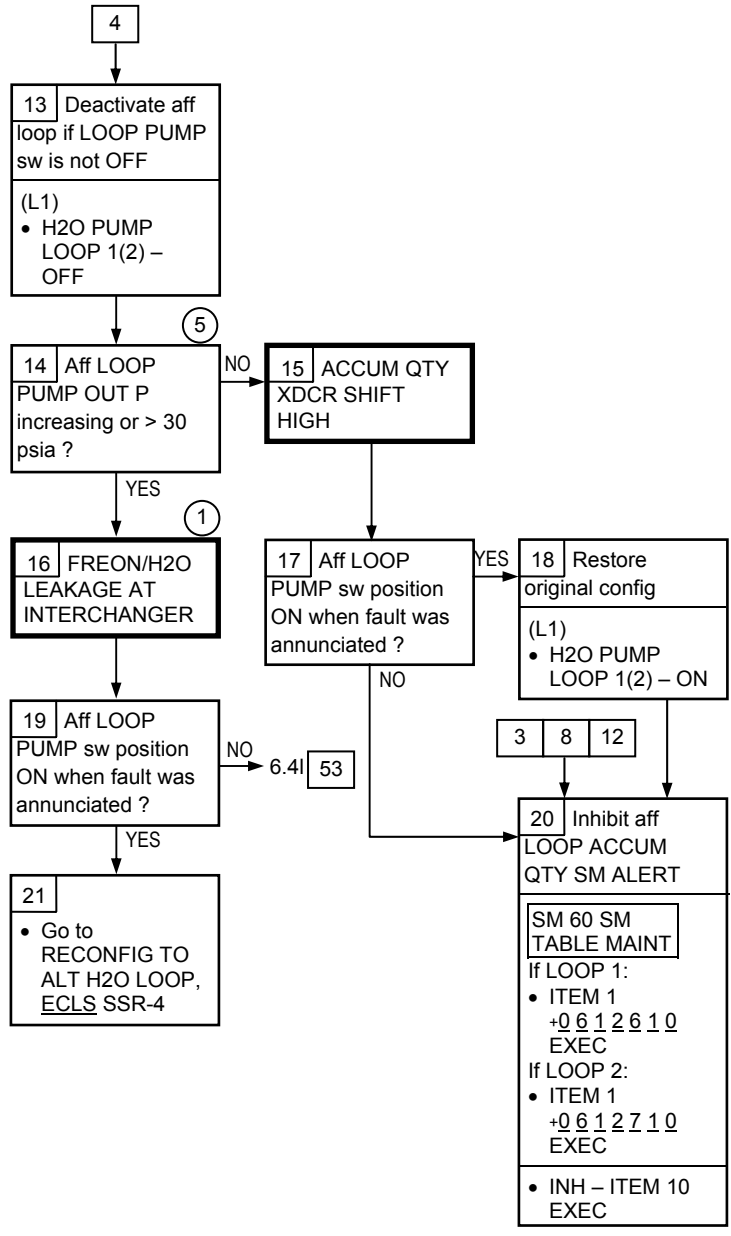 4
13 Deactivate aff
loop if LOOP PUMP
sw is not OFF
(L1)
• H2O PUMP
LOOP 1(2) –
OFF
5
14 Aff LOOP
PUMP OUT P
increasing or > 30
psia ?
NO
YES
15 ACCUM QTY
XDCR SHIFT
HIGH
1
16 FREON/H2O
LEAKAGE AT
INTERCHANGER
17 Aff LOOP
PUMP sw position
ON when fault was
annunciated ?
YES
NO
18 Restore
original config
(L1)
• H2O PUMP
LOOP 1(2) – ON
19 Aff LOOP
PUMP sw position
ON when fault was
annunciated ?
NO
6.4I 53
YES
3 8 12
20 Inhibit aff
LOOP ACCUM
QTY SM ALERT
SM 60 SM
TABLE MAINT
If LOOP 1:
• ITEM 1
+0 6 1 2 6 1 0
EXEC
If LOOP 2:
• ITEM 1
+0 6 1 2 7 1 0
EXEC
• INH – ITEM 10
EXEC
21
• Go to
RECONFIG TO
ALT H2O LOOP,
ECLS SSR-4